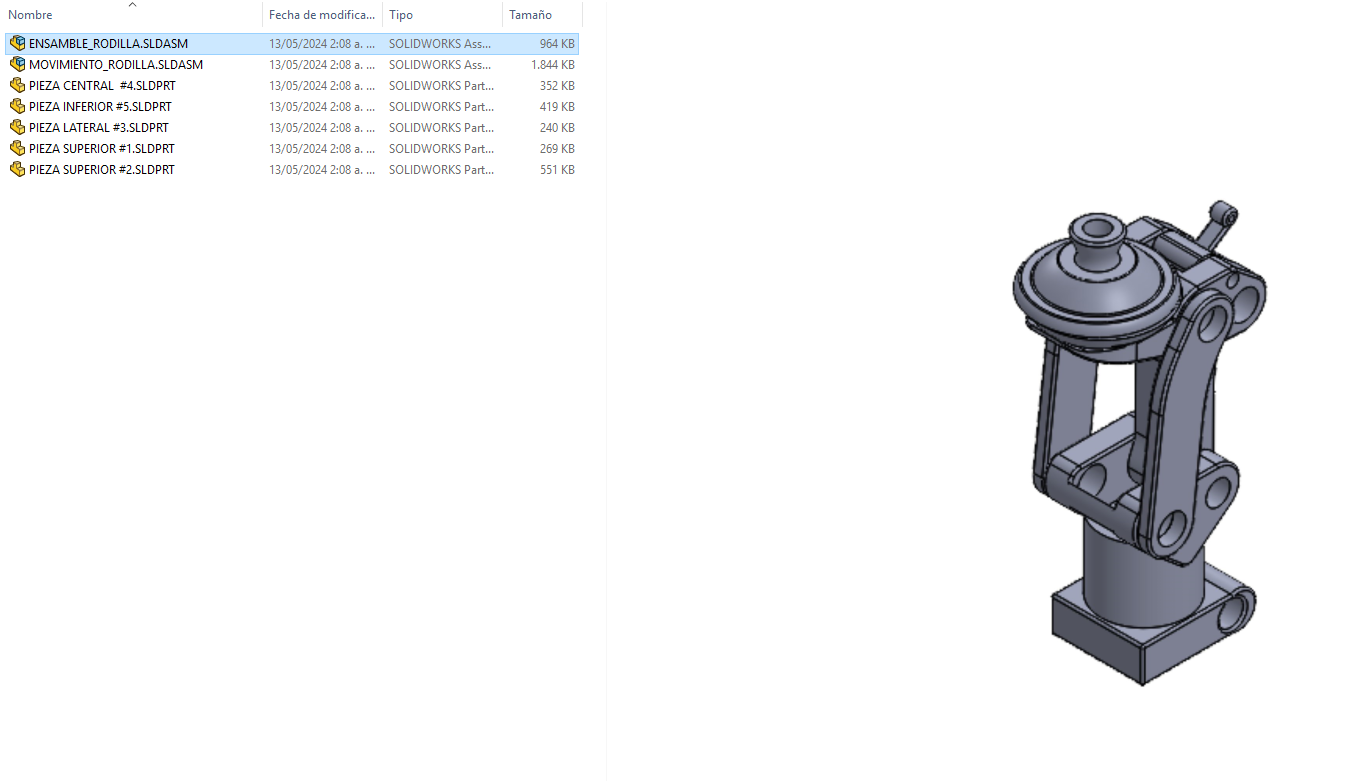 Nombre Fecha de modifica... Tipo Tamaño
ENSAMBLE_RODILLA.SLDASM 13/05/2024 2:08 a. ... SOLIDWORKS Ass... 964 KB
MOVIMIENTO_RODILLA.SLDASM 13/05/2024 2:08 a. ... SOLIDWORKS Ass... 1.844 KB
PIEZA CENTRAL  #4.SLDPRT 13/05/2024 2:08 a. ... SOLIDWORKS Part... 352 KB
PIEZA INFERIOR #5.SLDPRT 13/05/2024 2:08 a. ... SOLIDWORKS Part... 419 KB
PIEZA LATERAL #3.SLDPRT 13/05/2024 2:08 a. ... SOLIDWORKS Part... 240 KB
PIEZA SUPERIOR #1.SLDPRT 13/05/2024 2:08 a. ... SOLIDWORKS Part... 269 KB
PIEZA SUPERIOR #2.SLDPRT 13/05/2024 2:08 a. ... SOLIDWORKS Part... 551 KB